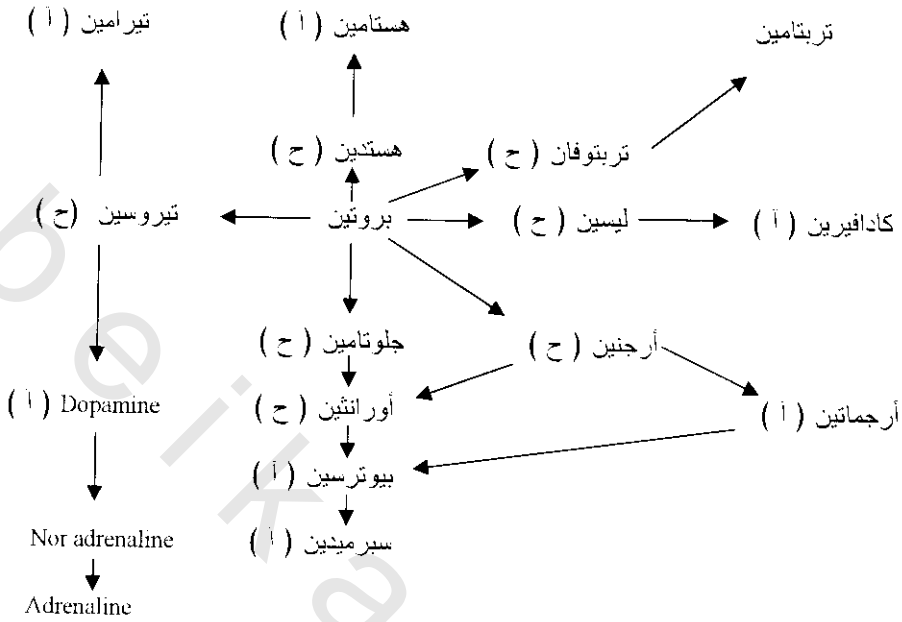 تيرامين ( أ )
هستامين ( أ )
تربتامين
هستدين ( ح )
تربتوفان ( ح )
تيروسين ( ح )
بروتين
ليسين ( ح )
كادافيرين ( أ )
جلوتامين ( ح )
أرجنين ( ح )
Dopamine ( أ )
أورانثين ( ح )
أرجماتين ( أ )
بيوترسين ( أ )
Nor adrenaline
سبرميدين ( أ )
Adrenaline
b e i k a